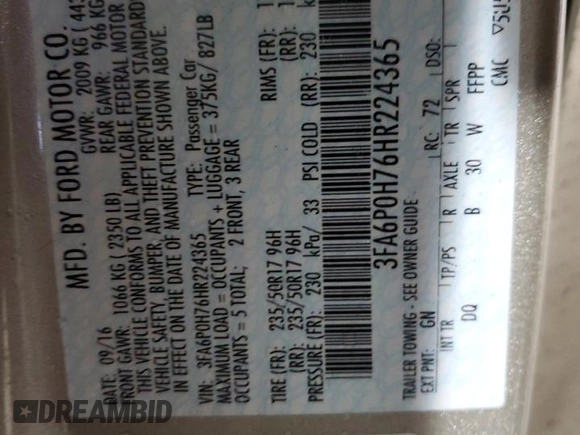 MFD. BY FORD MOTOR CO.
DATE: 09/16 GVWR: 2009 KG
FRONT GAWR: 1066 KG ( 2350 LB) REAR GAWR: 966 KG
THIS VEHICLE CONFORMS TO ALL APPLICABLE FEDERAL MOTOR
VEHICLE SAFETY, BUMPER, AND THEFT PREVENTION STANDARDS
IN EFFECT ON THE DATE OF MANUFACTURE SHOWN ABOVE.
VIN: 3FA6P0H76HR224365 TYPE: Passenger Car
MAXIMUM LOAD = OCCUPANTS + LUGGAGE = 375KG/ 827LB
OCCUPANTS = 5 TOTAL; 2 FRONT, 3 REAR
TIRE (FR): 235/50R17 96H RIMS (FR):
(RR): 235/50R17 96H (RR):
PRESSURE (FR): 230 kPa/ 33 PSI COLD (RR): 230
3FA6P0H76HR224365
TRAILER TOWING - SEE OWNER GUIDE
EXT PNT: GN RC: 72 DSO:
INT TR TP/PS R AXLE TR SPR
DQ B 30 W FFPP
CMC
DREAMBID